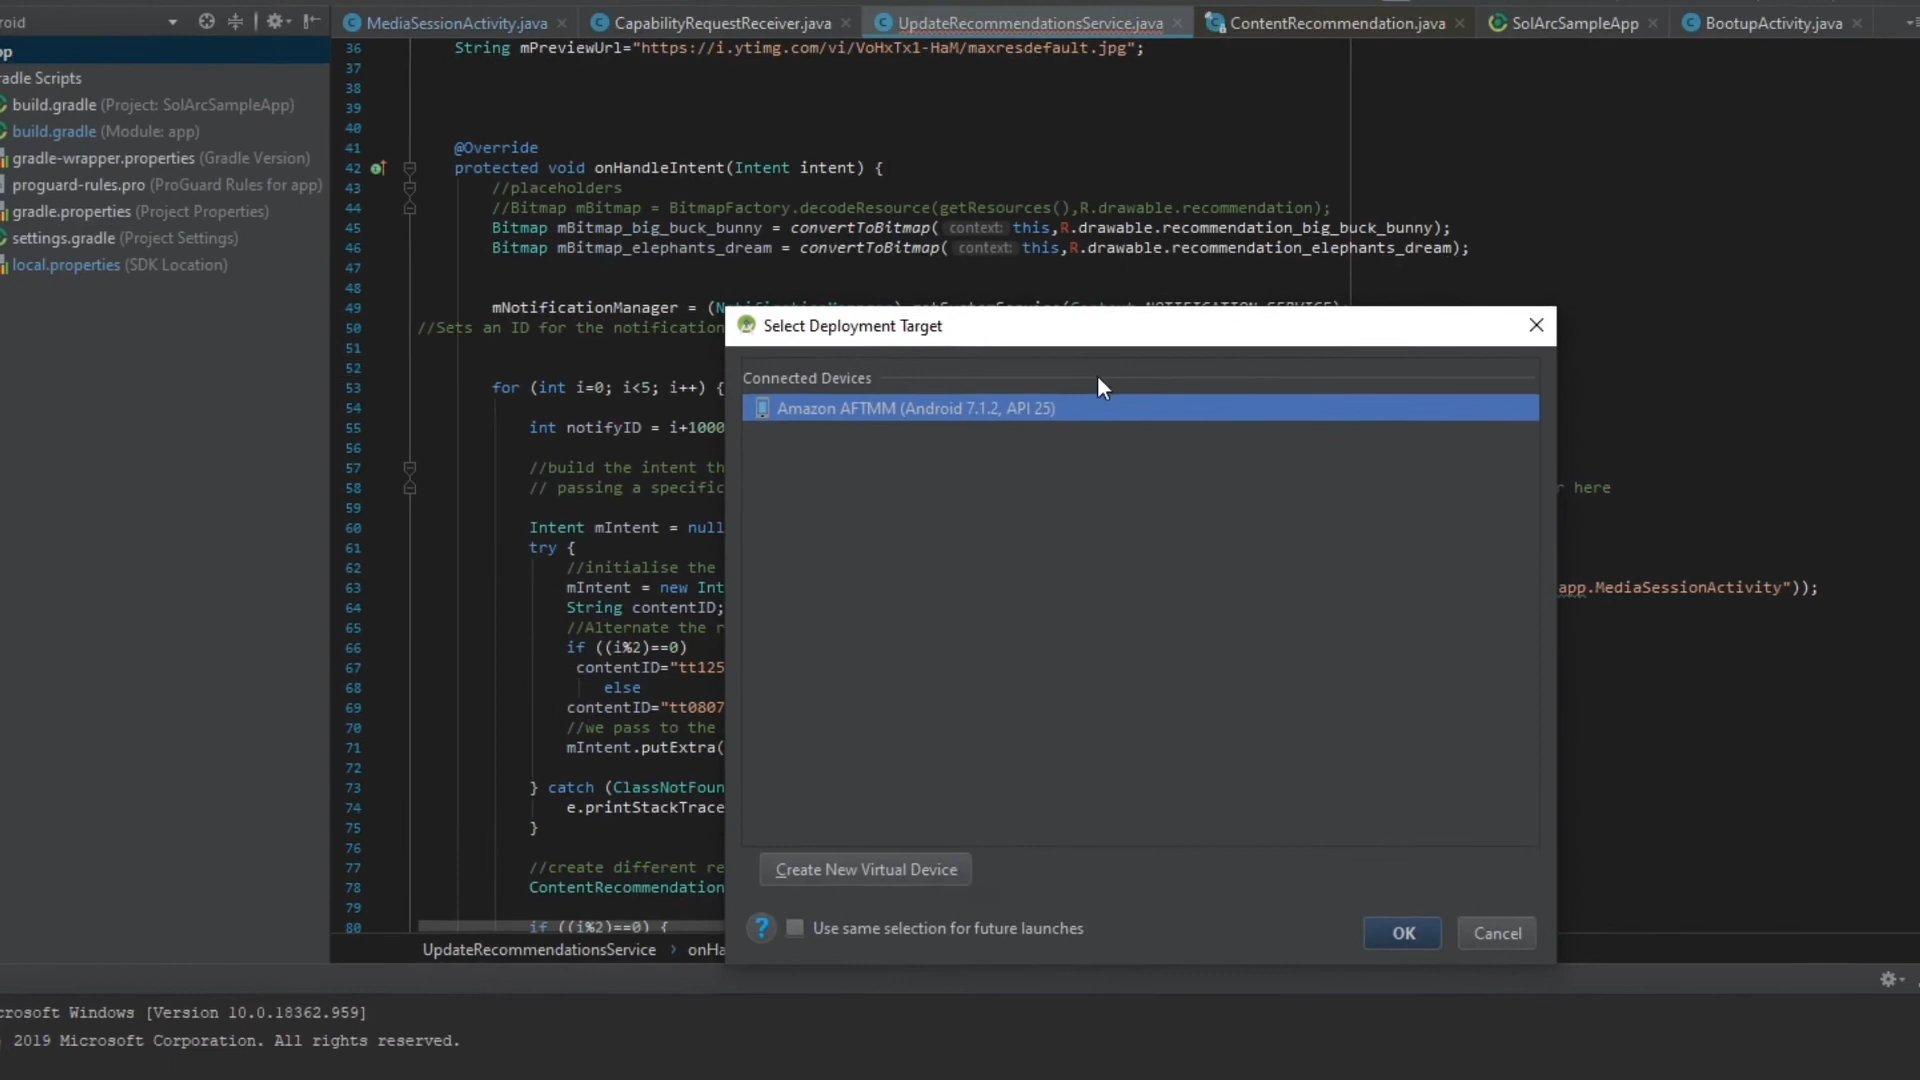 roid
MediaSessionActivity.java
CapabilityRequestReceiver.java
UpdateRecommendationsService.java
ContentRecommendation.java
SolArcSampleApp
BootupActivity.java
pp
radle Scripts
build.gradle (Project: SolArcSampleApp)
build.gradle (Module: app)
gradle-wrapper.properties (Gradle Version)
proguard-rules.pro (ProGuard Rules for app)
gradle.properties (Project Properties)
settings.gradle (Project Settings)
local.properties (SDK Location)
36 String mPreviewUrl="https://i.ytimg.com/vi/VoHxTx1-HaM/maxresdefault.jpg";
37
38
39
40
41 @Override
42 protected void onHandleIntent(Intent intent) {
43 //placeholders
44 //Bitmap mBitmap = BitmapFactory.decodeResource(getResources(),R.drawable.recommendation);
45 Bitmap mBitmap_big_buck_bunny = convertToBitmap( context: this,R.drawable.recommendation_big_buck_bunny);
46 Bitmap mBitmap_elephants_dream = convertToBitmap( context: this,R.drawable.recommendation_elephants_dream);
47
48
49 mNotificationManager = (NotificationManager) getSystemService(Context.NOTIFICATION_SERVICE);
50 //Sets an ID for the notification
51
52
53 for (int i=0; i<5; i++) {
54
55 int notifyID = i+1000
56
57 //build the intent th
58 // passing a specific r here
59
60 Intent mIntent = null
61 try {
62 //initialise the
63 mIntent = new Int app.MediaSessionActivity"));
64 String contentID;
65 //Alternate the r
66 if ((i%2)==0)
67 contentID="tt125
68 else
69 contentID="tt0807
70 //we pass to the
71 mIntent.putExtra(
72
73 } catch (ClassNotFoun
74 e.printStackTrace
75 }
76
77 //create different re
78 ContentRecommendation
79
80 if ((i%2)==0) {
Select Deployment Target
Connected Devices
Amazon AFTMM (Android 7.1.2, API 25)
Create New Virtual Device
? Use same selection for future launches
OK
Cancel
UpdateRecommendationsService › onHa
crosoft Windows [Version 10.0.18362.959]
2019 Microsoft Corporation. All rights reserved.